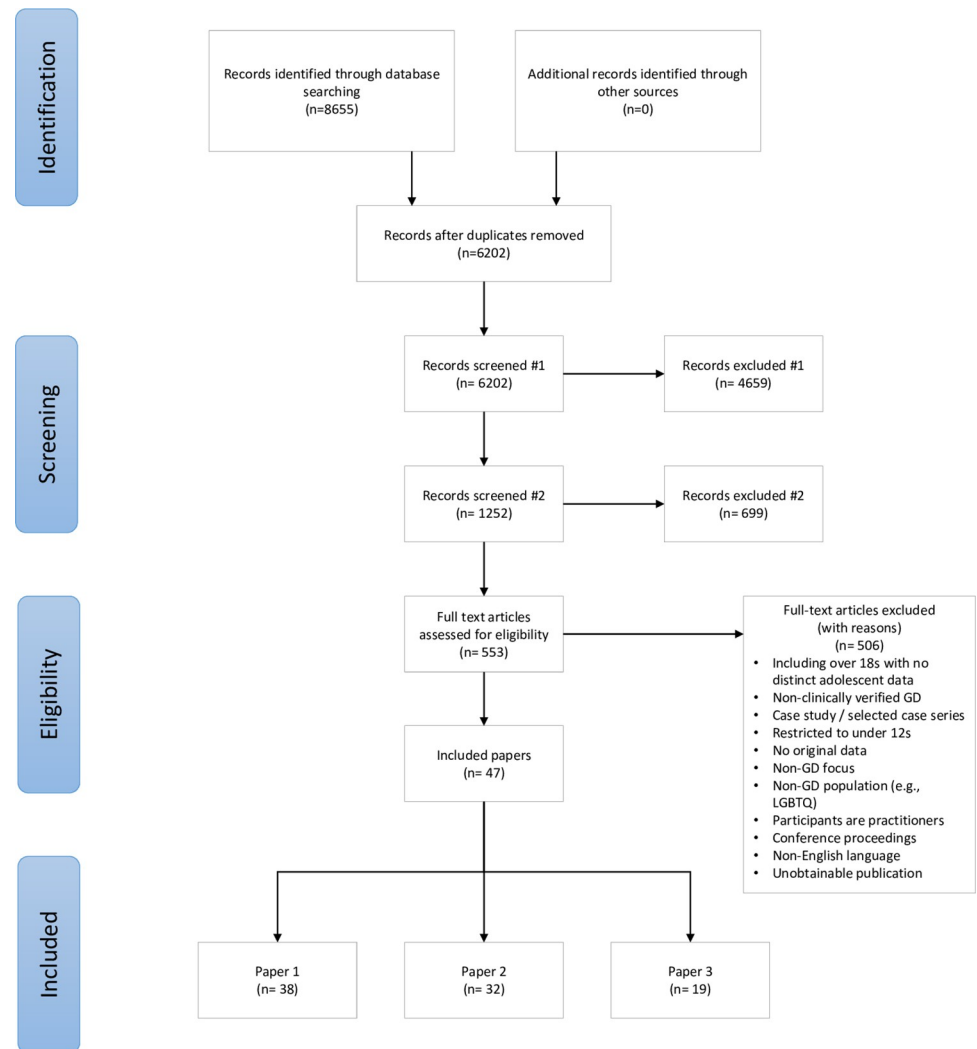 Identification
Records identified through database
searching
(n=8655)
Additional records identified through
other sources
(n=0)
Records after duplicates removed
(n=6202)
Screening
Records screened #1
(n= 6202)
Records excluded #1
(n= 4659)
Records screened #2
(n= 1252)
Records excluded #2
(n= 699)
Eligibility
Full text articles
assessed for eligibility
(n= 553)
Full-text articles excluded
(with reasons)
(n= 506)
• Including over 18s with no
distinct adolescent data
• Non-clinically verified GD
• Case study / selected case series
• Restricted to under 12s
• No original data
• Non-GD focus
• Non-GD population (e.g.,
LGBTQ)
• Participants are practitioners
• Conference proceedings
• Non-English language
• Unobtainable publication
Included papers
(n= 47)
Included
Paper 1
(n= 38)
Paper 2
(n= 32)
Paper 3
(n= 19)